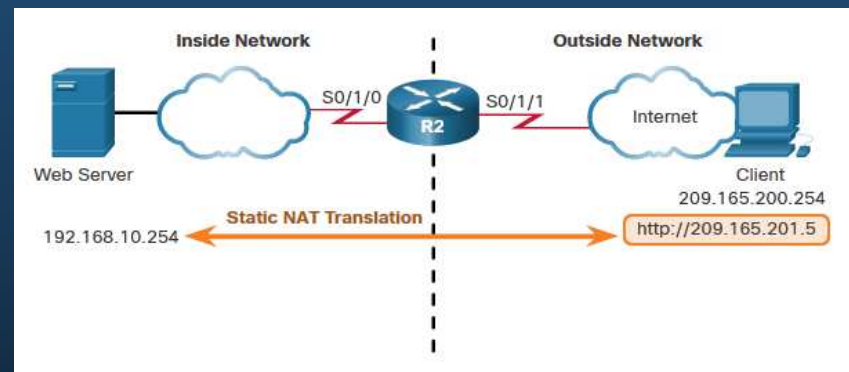 Inside Network
Outside Network
S0/1/0
S0/1/1
R2
Internet
Web Server
Client
209.165.200.254
Static NAT Translation
192.168.10.254
http://209.165.201.5